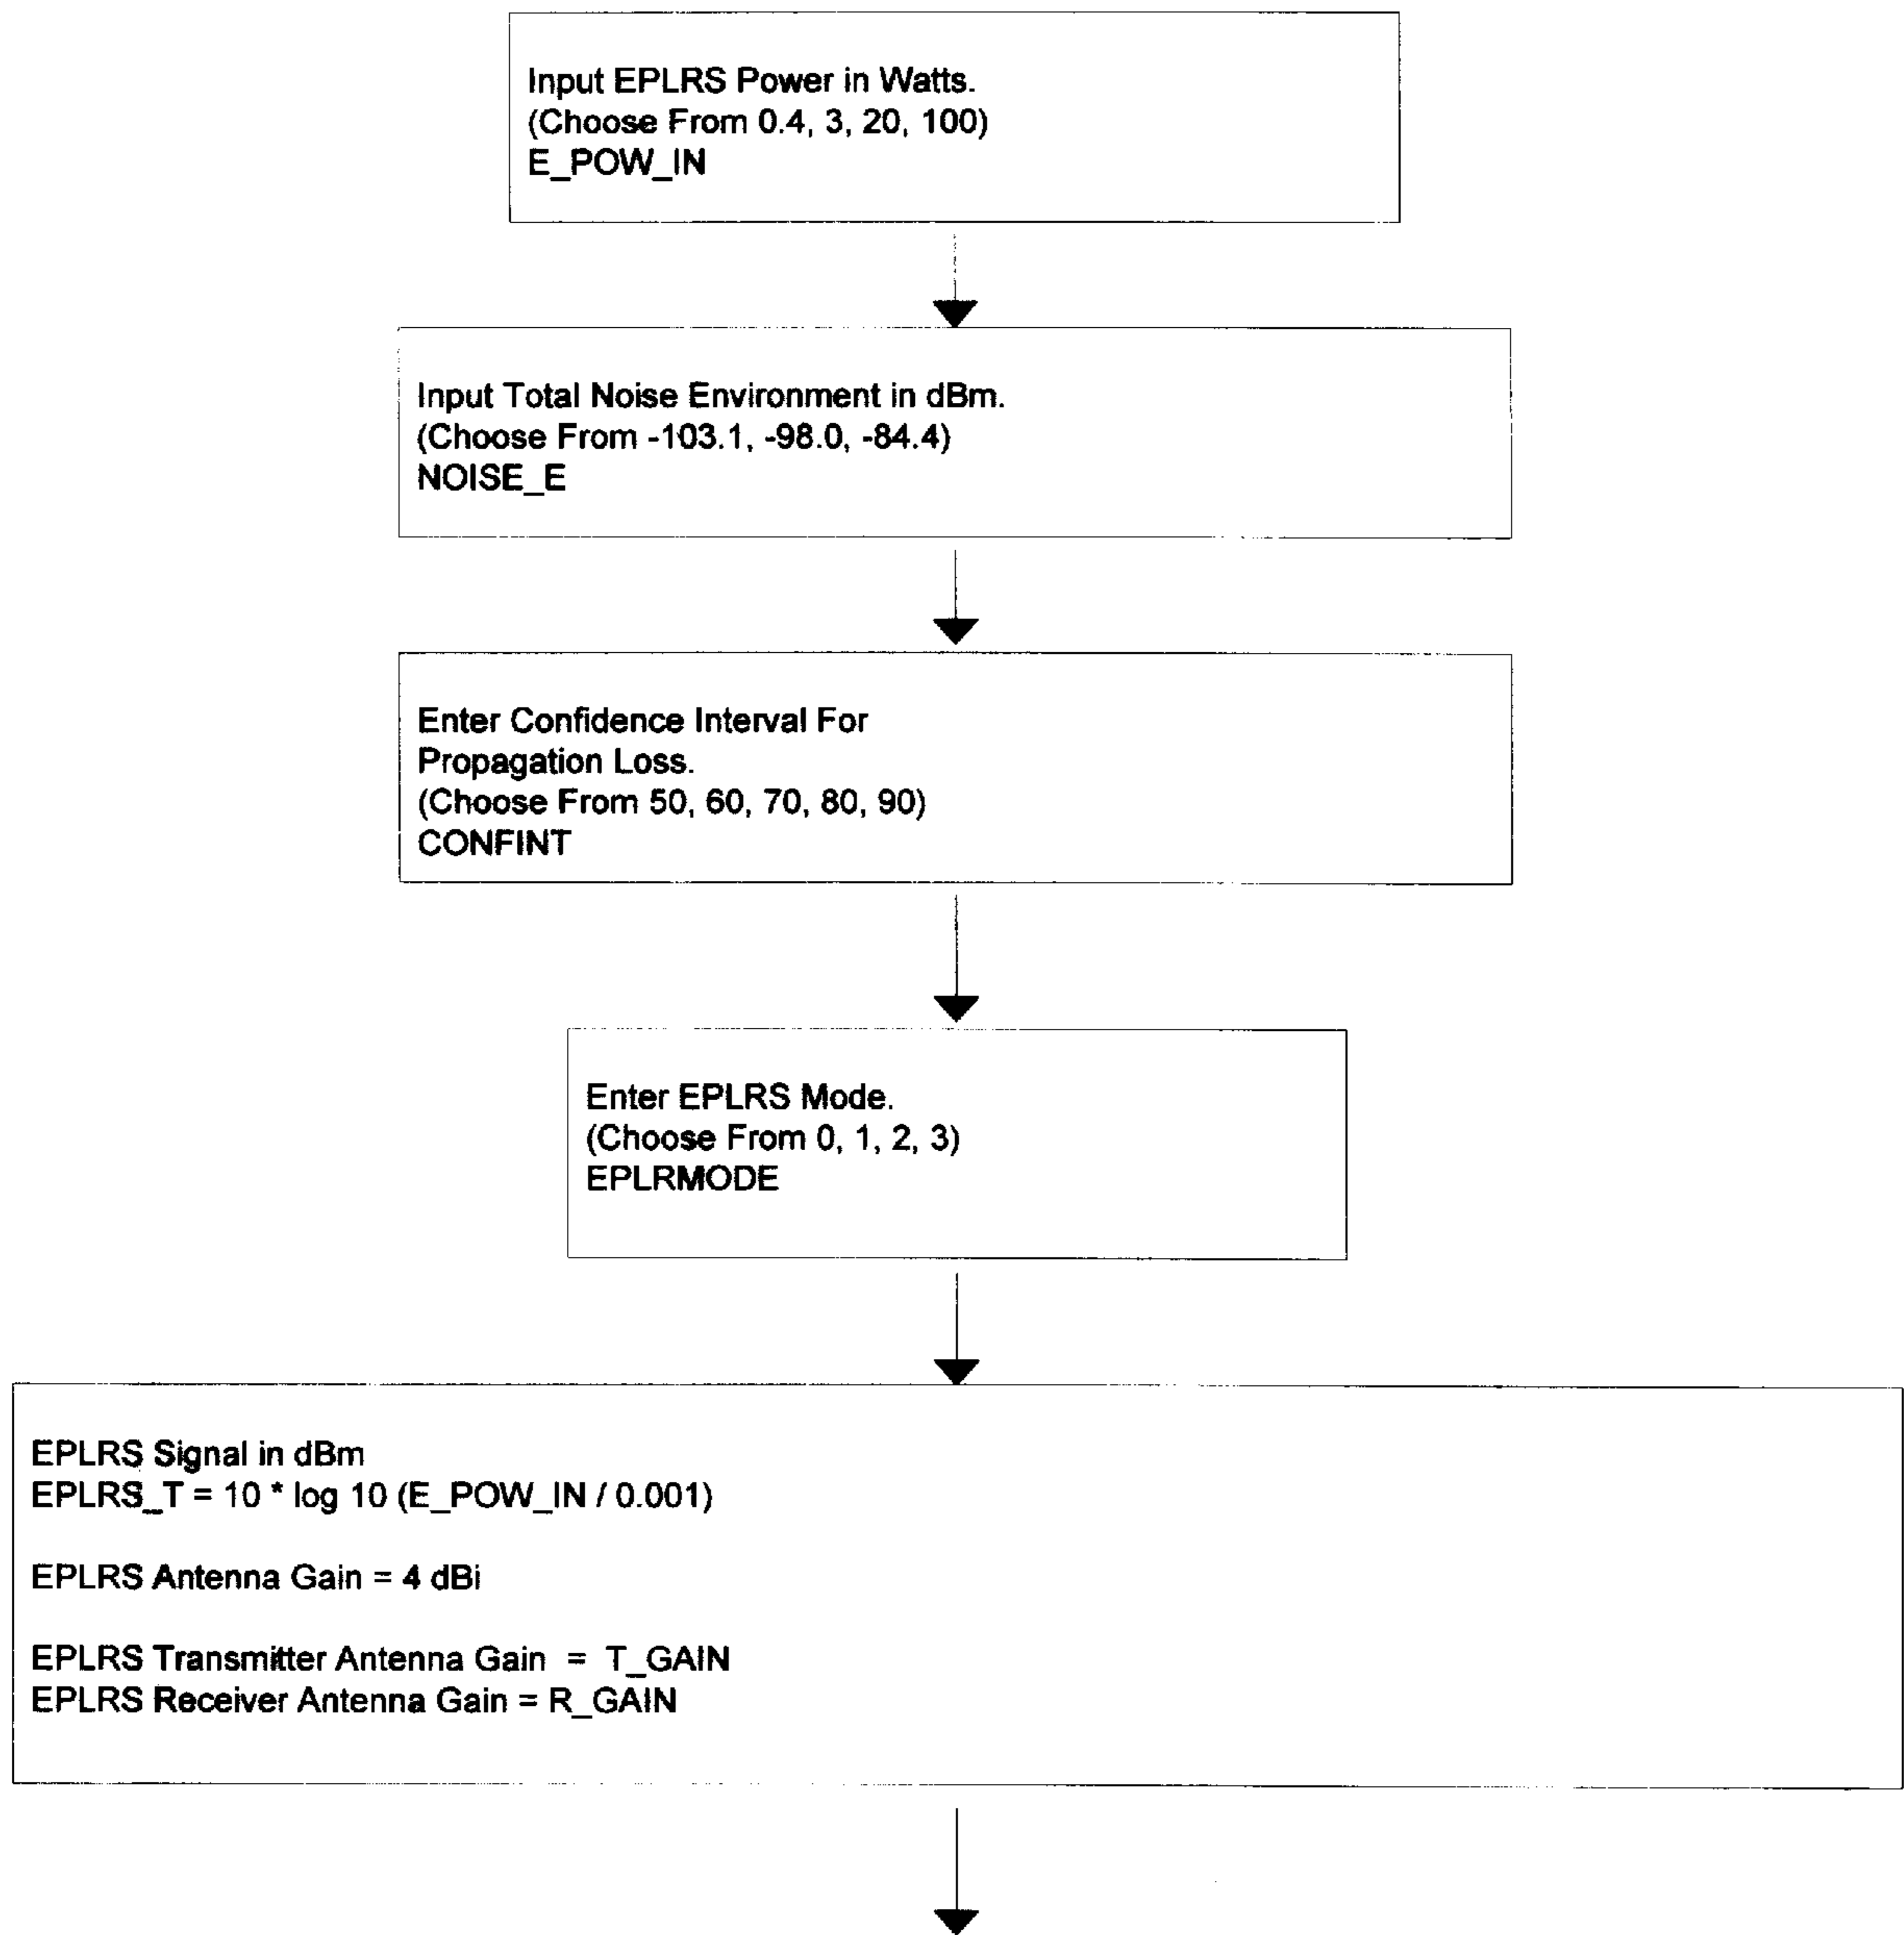 Input EPLRS Power in Watts.
(Choose From 0.4, 3, 20, 100)
E_POW_IN
Input Total Noise Environment in dBm.
(Choose From -103.1, -98.0, -84.4)
NOISE_E
Enter Confidence Interval For
Propagation Loss.
(Choose From 50, 60, 70, 80, 90)
CONFINT
Enter EPLRS Mode.
(Choose From 0, 1, 2, 3)
EPLRMODE
EPLRS Signal in dBm
EPLRS_T = 10 * log 10 (E_POW_IN / 0.001)
EPLRS Antenna Gain = 4 dBi
EPLRS Transmitter Antenna Gain = T_GAIN
EPLRS Receiver Antenna Gain = R_GAIN